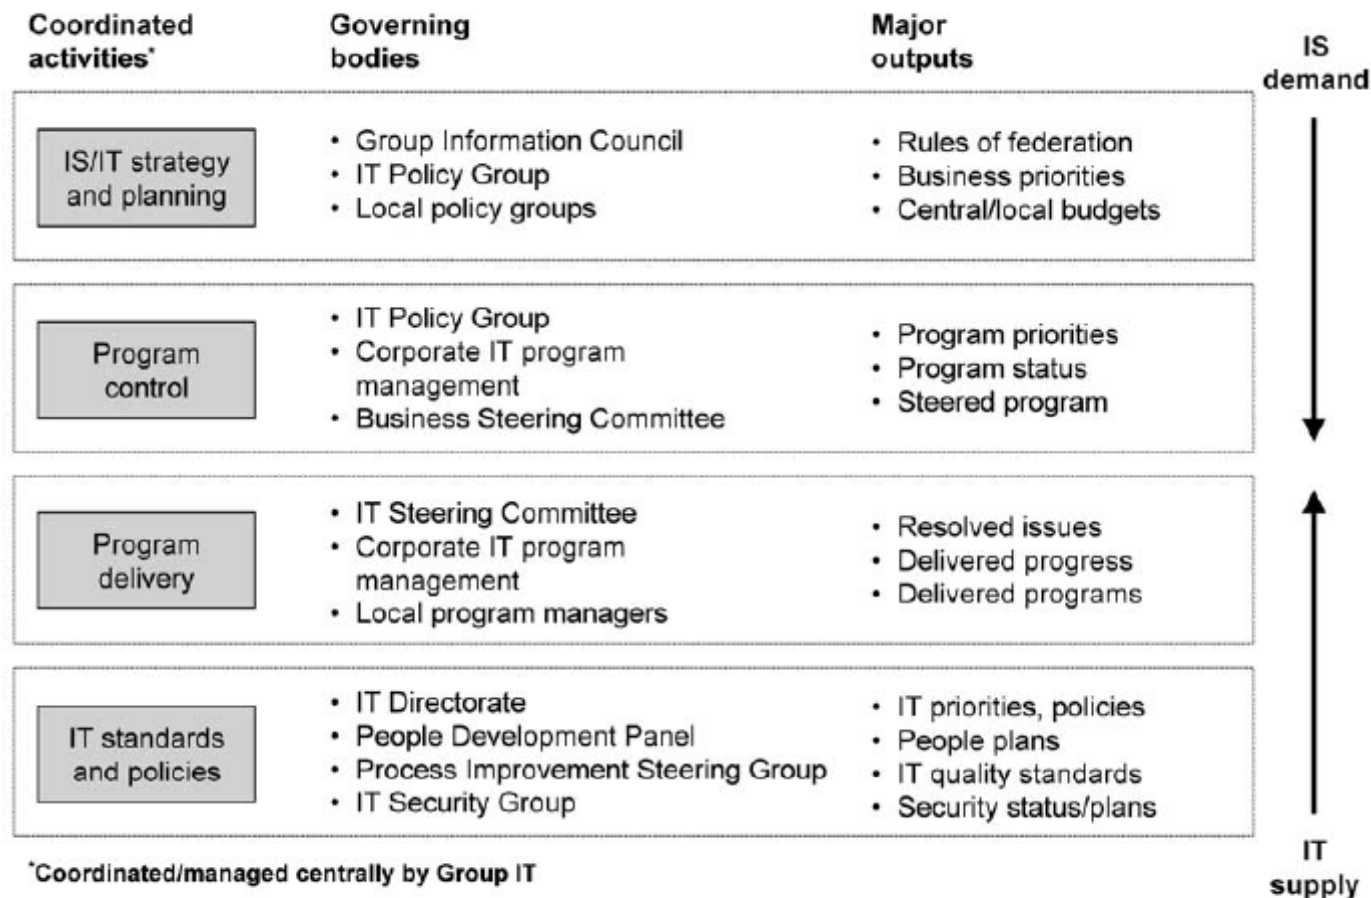 Coordinated
activities*
Governing
bodies
Major
outputs
IS
demand
IS/IT strategy
and planning
• Group Information Council
• IT Policy Group
• Local policy groups
• Rules of federation
• Business priorities
• Central/local budgets
Program
control
• IT Policy Group
• Corporate IT program
management
• Business Steering Committee
• Program priorities
• Program status
• Steered program
Program
delivery
• IT Steering Committee
• Corporate IT program
management
• Local program managers
• Resolved issues
• Delivered progress
• Delivered programs
IT standards
and policies
• IT Directorate
• People Development Panel
• Process Improvement Steering Group
• IT Security Group
• IT priorities, policies
• People plans
• IT quality standards
• Security status/plans
*Coordinated/managed centrally by Group IT
IT
supply